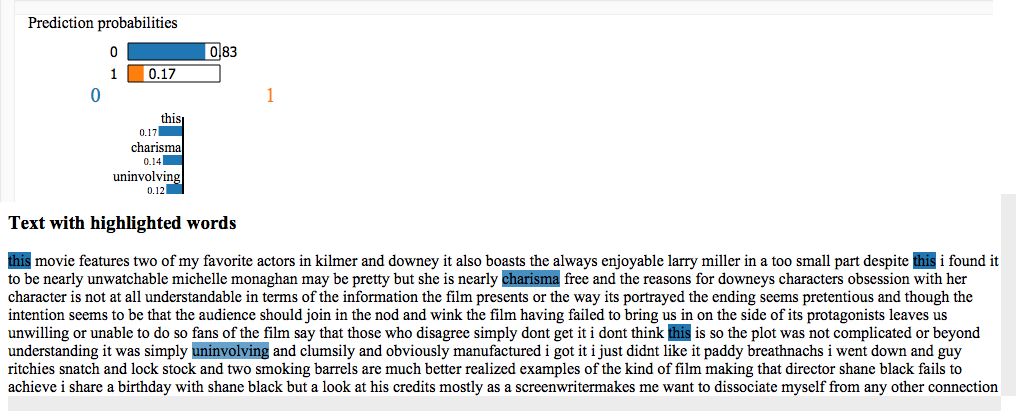 Prediction probabilities
0 0.83
1 0.17
0 1
this
0.17
charisma
0.14
uninvolving
0.12
Text with highlighted words
this movie features two of my favorite actors in kilmer and downey it also boasts the always enjoyable larry miller in a too small part despite this i found it
to be nearly unwatchable michelle monaghan may be pretty but she is nearly charisma free and the reasons for downeys characters obsession with her
character is not at all understandable in terms of the information the film presents or the way its portrayed the ending seems pretentious and though the
intention seems to be that the audience should join in the nod and wink the film having failed to bring us in on the side of its protagonists leaves us
unwilling or unable to do so fans of the film say that those who disagree simply dont get it i dont think this is so the plot was not complicated or beyond
understanding it was simply uninvolving and clumsily and obviously manufactured i got it i just didnt like it paddy breathnachs i went down and guy
ritchies snatch and lock stock and two smoking barrels are much better realized examples of the kind of film making that director shane black fails to
achieve i share a birthday with shane black but a look at his credits mostly as a screenwritermakes me want to dissociate myself from any other connection